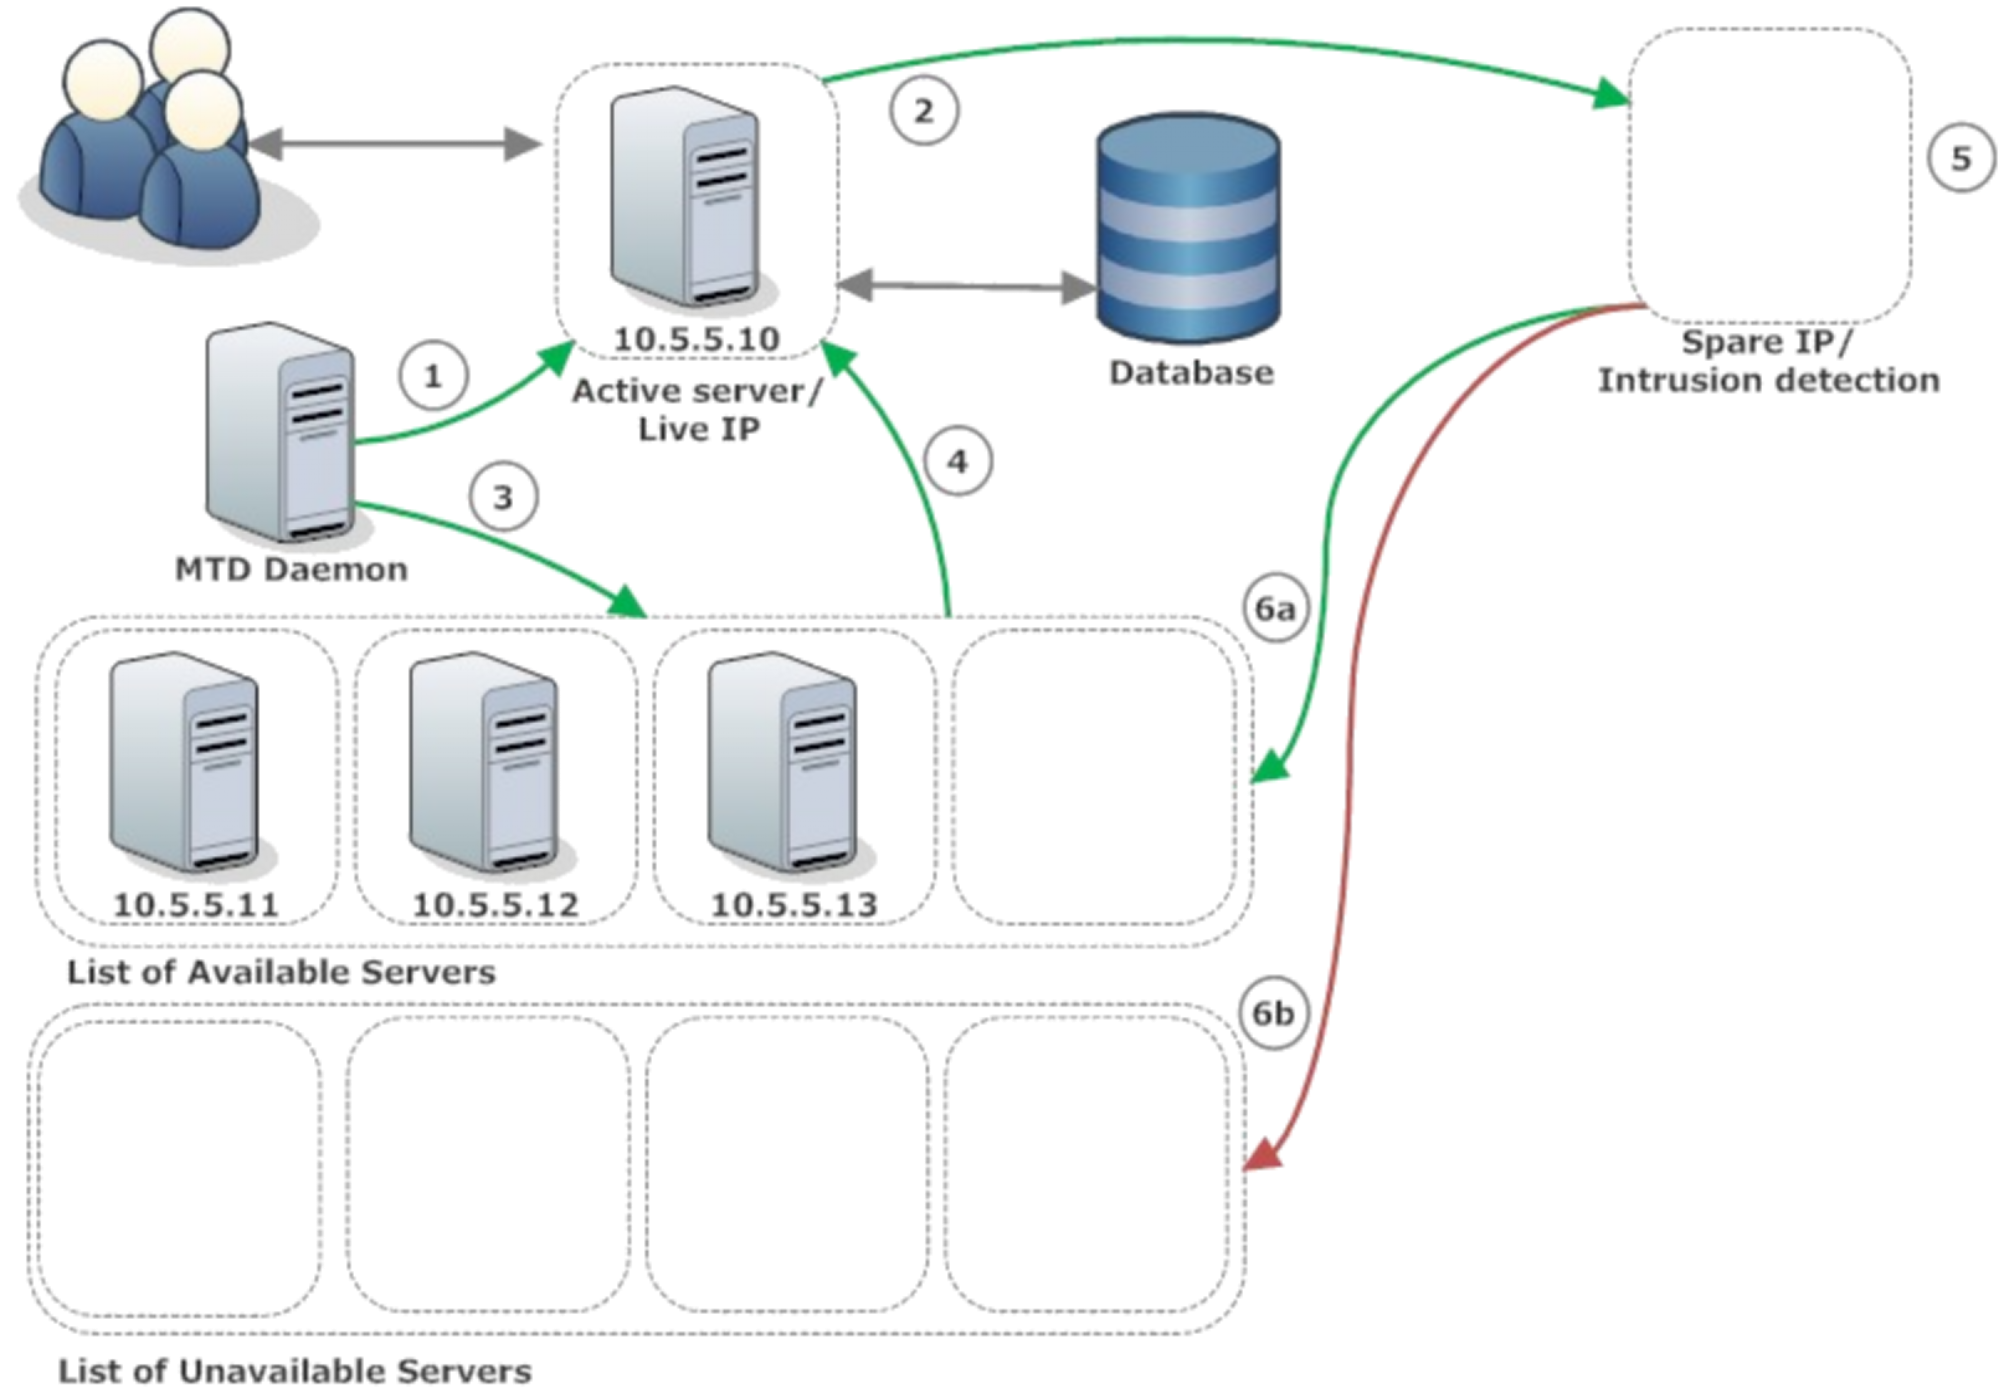 2
5
10.5.5.10
Active server/
Live IP
Database
Spare IP/
Intrusion detection
1
4
3
MTD Daemon
6a
10.5.5.11
10.5.5.12
10.5.5.13
List of Available Servers
6b
List of Unavailable Servers